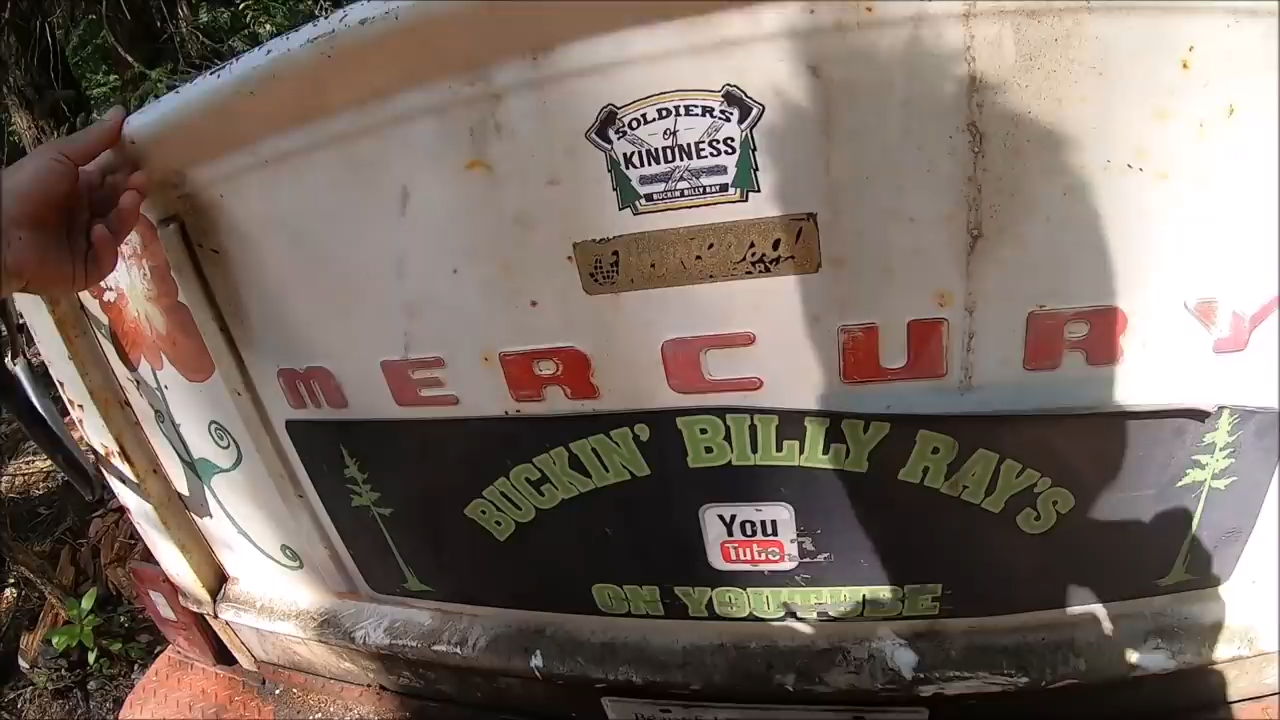 SOLDIERS
of
KINDNESS
BUCKIN' BILLY RAY
MERCURY
BUCKIN' BILLY RAY'S
You
Tube
ON YOUTUBE